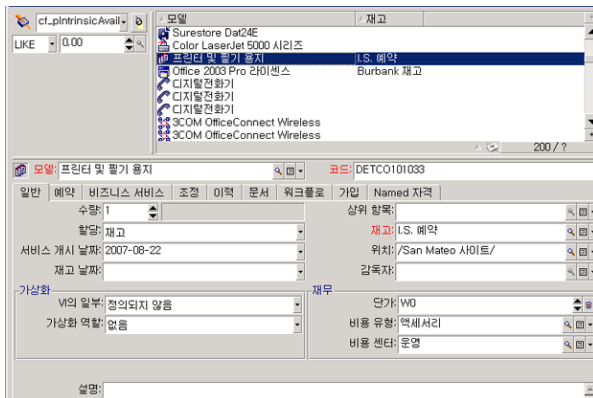 cf_pIntrinsicAvail 모델 재고
LIKE 0.00 Surestore Dat24E
Color LaserJet 5000 시리즈
프린터 및 필기 용지 I.S. 예약
Office 2003 Pro 라이센스 Burbank 재고
디지털전화기
디지털전화기
디지털전화기
3COM OfficeConnect Wireless
3COM OfficeConnect Wireless
200 / ?
모델: 프린터 및 필기 용지 코드: DETCO101033
일반 예약 비즈니스 서비스 조정 이력 문서 워크플로 가입 Named 자격
수량: 1 상위 항목:
할당: 재고 재고: I.S. 예약
서비스 개시 날짜: 2007-08-22 위치: /San Mateo 사이트/
재고 날짜: 감독자:
가상화 재무
VI의 일부: 정의되지 않음 단가: W0
가상화 역할: 없음 비용 유형: 액세서리
비용 센터: 운영
설명: